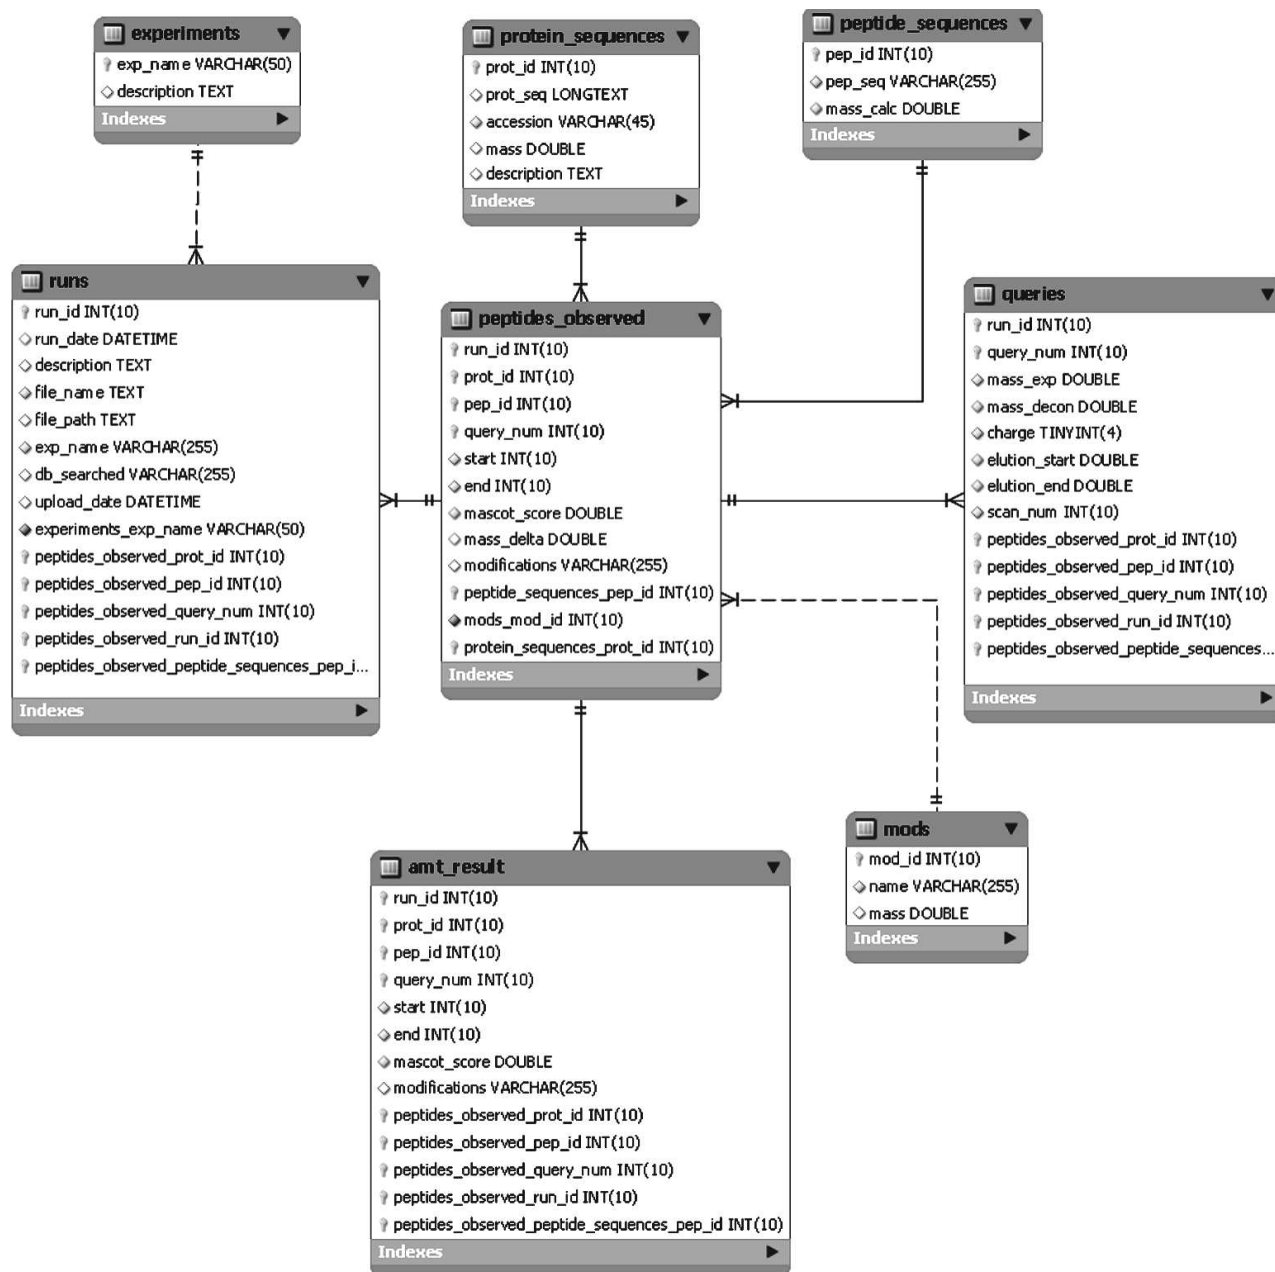 experiments
exp_name VARCHAR(50)
description TEXT
Indexes
protein_sequences
prot_id INT(10)
prot_seq LONGTEXT
accession VARCHAR(45)
mass DOUBLE
description TEXT
Indexes
peptide_sequences
pep_id INT(10)
pep_seq VARCHAR(255)
mass_calc DOUBLE
Indexes
runs
run_id INT(10)
run_date DATETIME
description TEXT
file_name TEXT
file_path TEXT
exp_name VARCHAR(255)
db_searched VARCHAR(255)
upload_date DATETIME
experiments_exp_name VARCHAR(50)
peptides_observed_prot_id INT(10)
peptides_observed_pep_id INT(10)
peptides_observed_query_num INT(10)
peptides_observed_run_id INT(10)
peptides_observed_peptide_sequences_pep_i...
Indexes
peptides_observed
run_id INT(10)
prot_id INT(10)
pep_id INT(10)
query_num INT(10)
start INT(10)
end INT(10)
mascot_score DOUBLE
mass_delta DOUBLE
modifications VARCHAR(255)
peptide_sequences_pep_id INT(10)
mods_mod_id INT(10)
protein_sequences_prot_id INT(10)
Indexes
queries
run_id INT(10)
query_num INT(10)
mass_exp DOUBLE
mass_decon DOUBLE
charge TINYINT(4)
elution_start DOUBLE
elution_end DOUBLE
scan_num INT(10)
peptides_observed_prot_id INT(10)
peptides_observed_pep_id INT(10)
peptides_observed_query_num INT(10)
peptides_observed_run_id INT(10)
peptides_observed_peptide_sequences...
Indexes
mods
mod_id INT(10)
name VARCHAR(255)
mass DOUBLE
Indexes
amt_result
run_id INT(10)
prot_id INT(10)
pep_id INT(10)
query_num INT(10)
start INT(10)
end INT(10)
mascot_score DOUBLE
modifications VARCHAR(255)
peptides_observed_prot_id INT(10)
peptides_observed_pep_id INT(10)
peptides_observed_query_num INT(10)
peptides_observed_run_id INT(10)
peptides_observed_peptide_sequences_pep_id INT(10)
Indexes